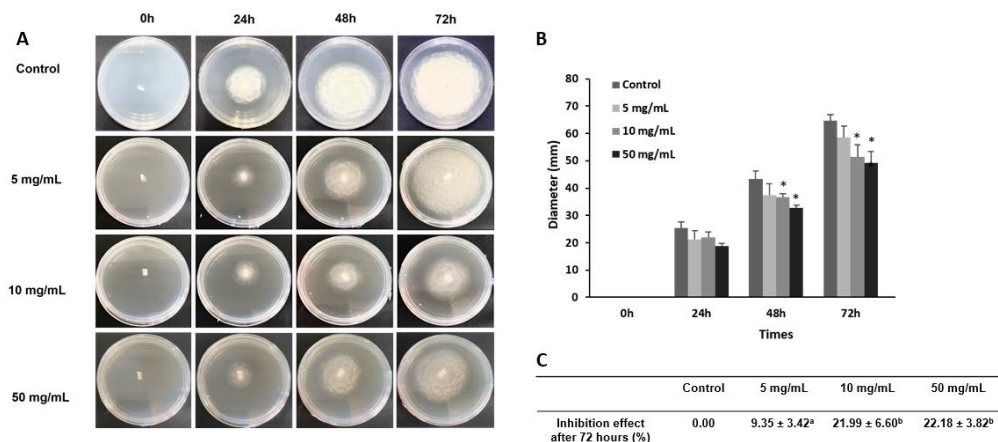 A
0h 24h 48h 72h
Control
5 mg/mL
10 mg/mL
50 mg/mL
B
80
70
60
50
40
30
20
10
0
Diameter (mm)
Control
5 mg/mL
10 mg/mL
50 mg/mL
* *
* *
0h 24h 48h 72h
Times
C
Control 5 mg/mL 10 mg/mL 50 mg/mL
Inhibition effect
after 72 hours (%) 0.00 9.35 ± 3.42ᵃ 21.99 ± 6.60ᵇ 22.18 ± 3.82ᵇ